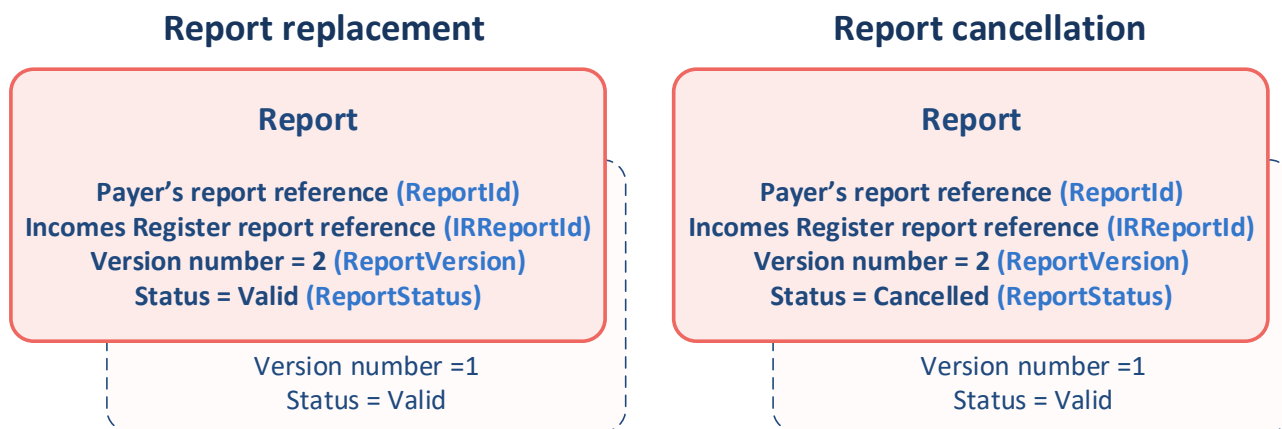 Report replacement
Report
Payer's report reference (ReportId)
Incomes Register report reference (IRReportId)
Version number = 2 (ReportVersion)
Status = Valid (ReportStatus)
Version number =1
Status = Valid
Report cancellation
Report
Payer's report reference (ReportId)
Incomes Register report reference (IRReportId)
Version number = 2 (ReportVersion)
Status = Cancelled (ReportStatus)
Version number =1
Status = Valid